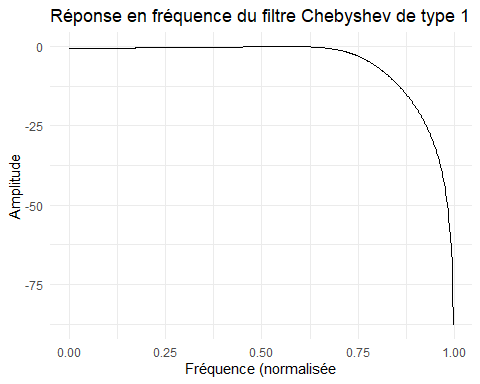 Réponse en fréquence du filtre Chebyshev de type 1
0
-25
-50
-75
Amplitude
0.00 0.25 0.50 0.75 1.00
Fréquence (normalisée